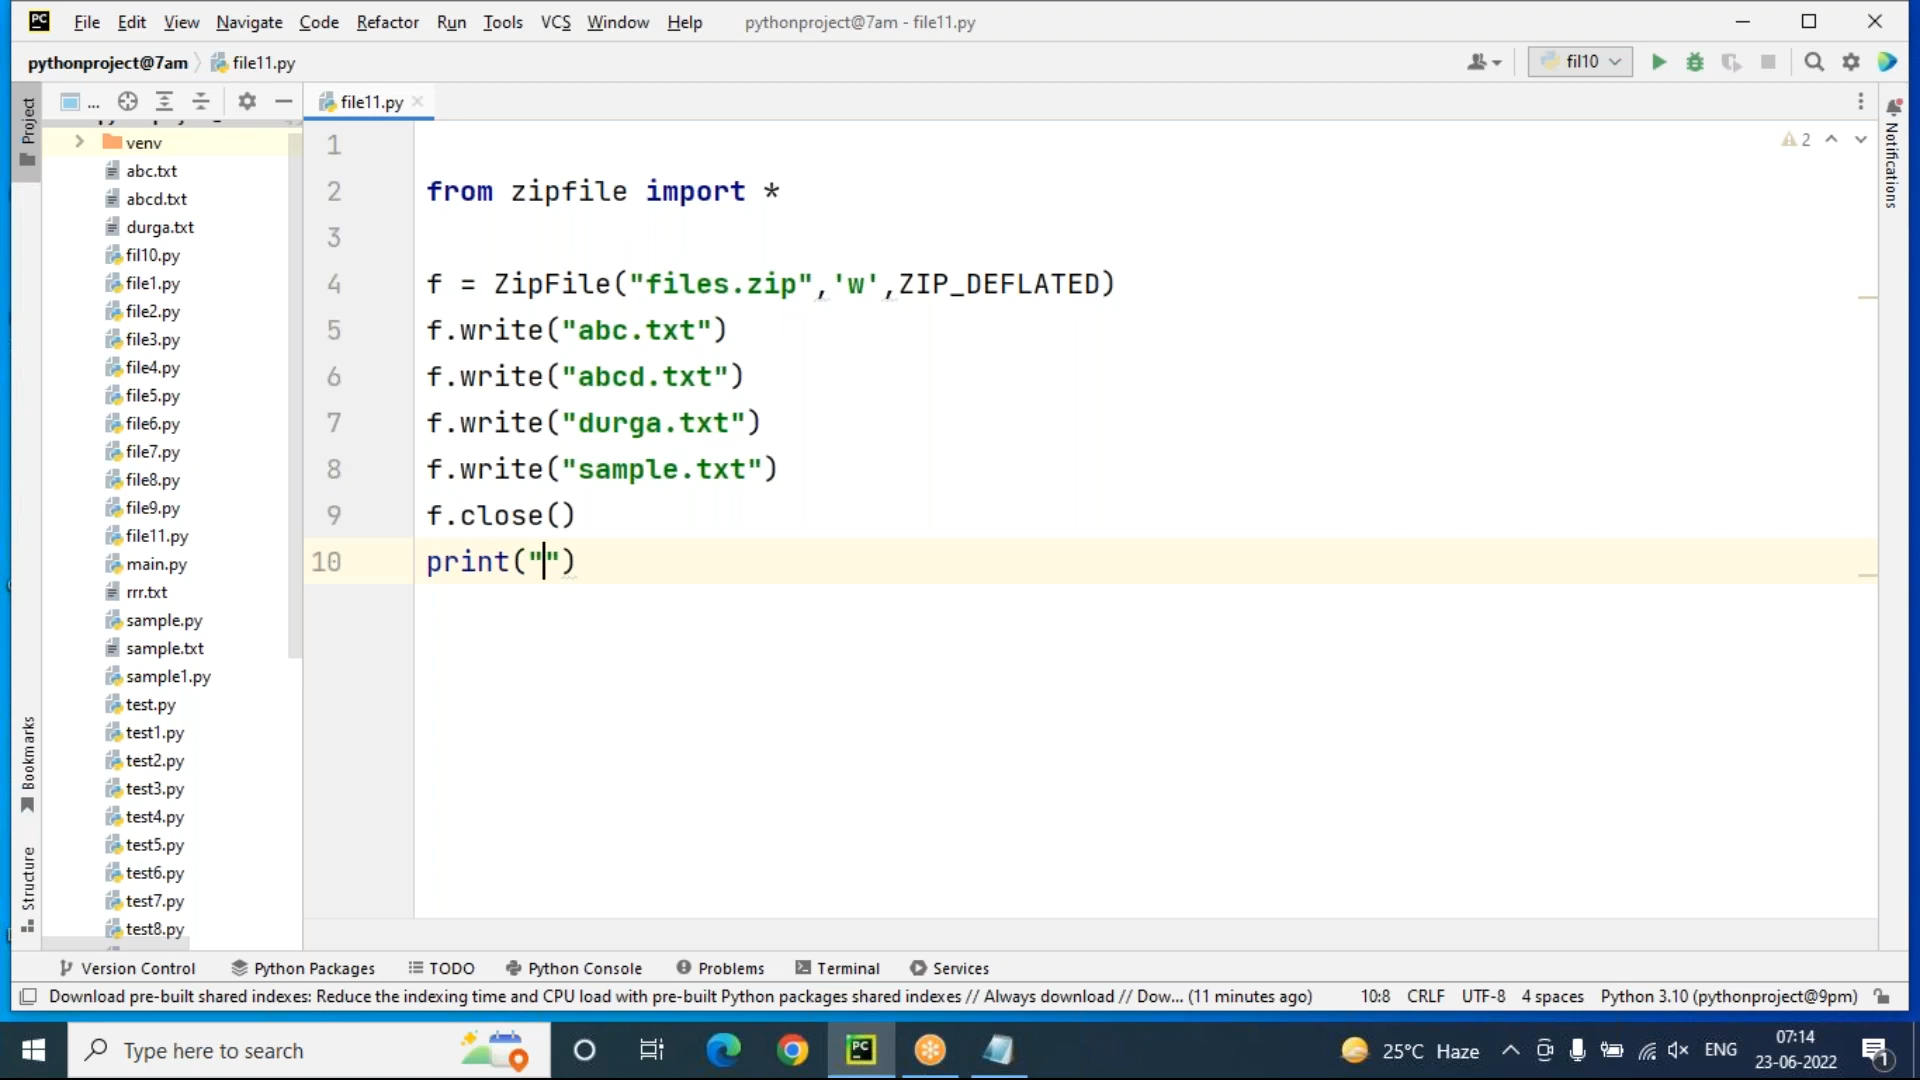 PC File Edit View Navigate Code Refactor Run Tools VCS Window Help pythonproject@7am - file11.py
pythonproject@7am file11.py fil10
Project ... file11.py
Notifications
2
venv
abc.txt
abcd.txt
durga.txt
fil10.py
file1.py
file2.py
file3.py
file4.py
file5.py
file6.py
file7.py
file8.py
file9.py
file11.py
main.py
rrr.txt
sample.py
sample.txt
sample1.py
test.py
test1.py
test2.py
test3.py
test4.py
test5.py
test6.py
test7.py
test8.py
Bookmarks
Structure
1
2 from zipfile import *
3
4 f = ZipFile("files.zip",'w',ZIP_DEFLATED)
5 f.write("abc.txt")
6 f.write("abcd.txt")
7 f.write("durga.txt")
8 f.write("sample.txt")
9 f.close()
10 print("")
Version Control Python Packages TODO Python Console Problems Terminal Services
Download pre-built shared indexes: Reduce the indexing time and CPU load with pre-built Python packages shared indexes // Always download // Dow... (11 minutes ago) 10:8 CRLF UTF-8 4 spaces Python 3.10 (pythonproject@9pm)
Type here to search PC 25°C Haze ENG 07:14
23-06-2022 1